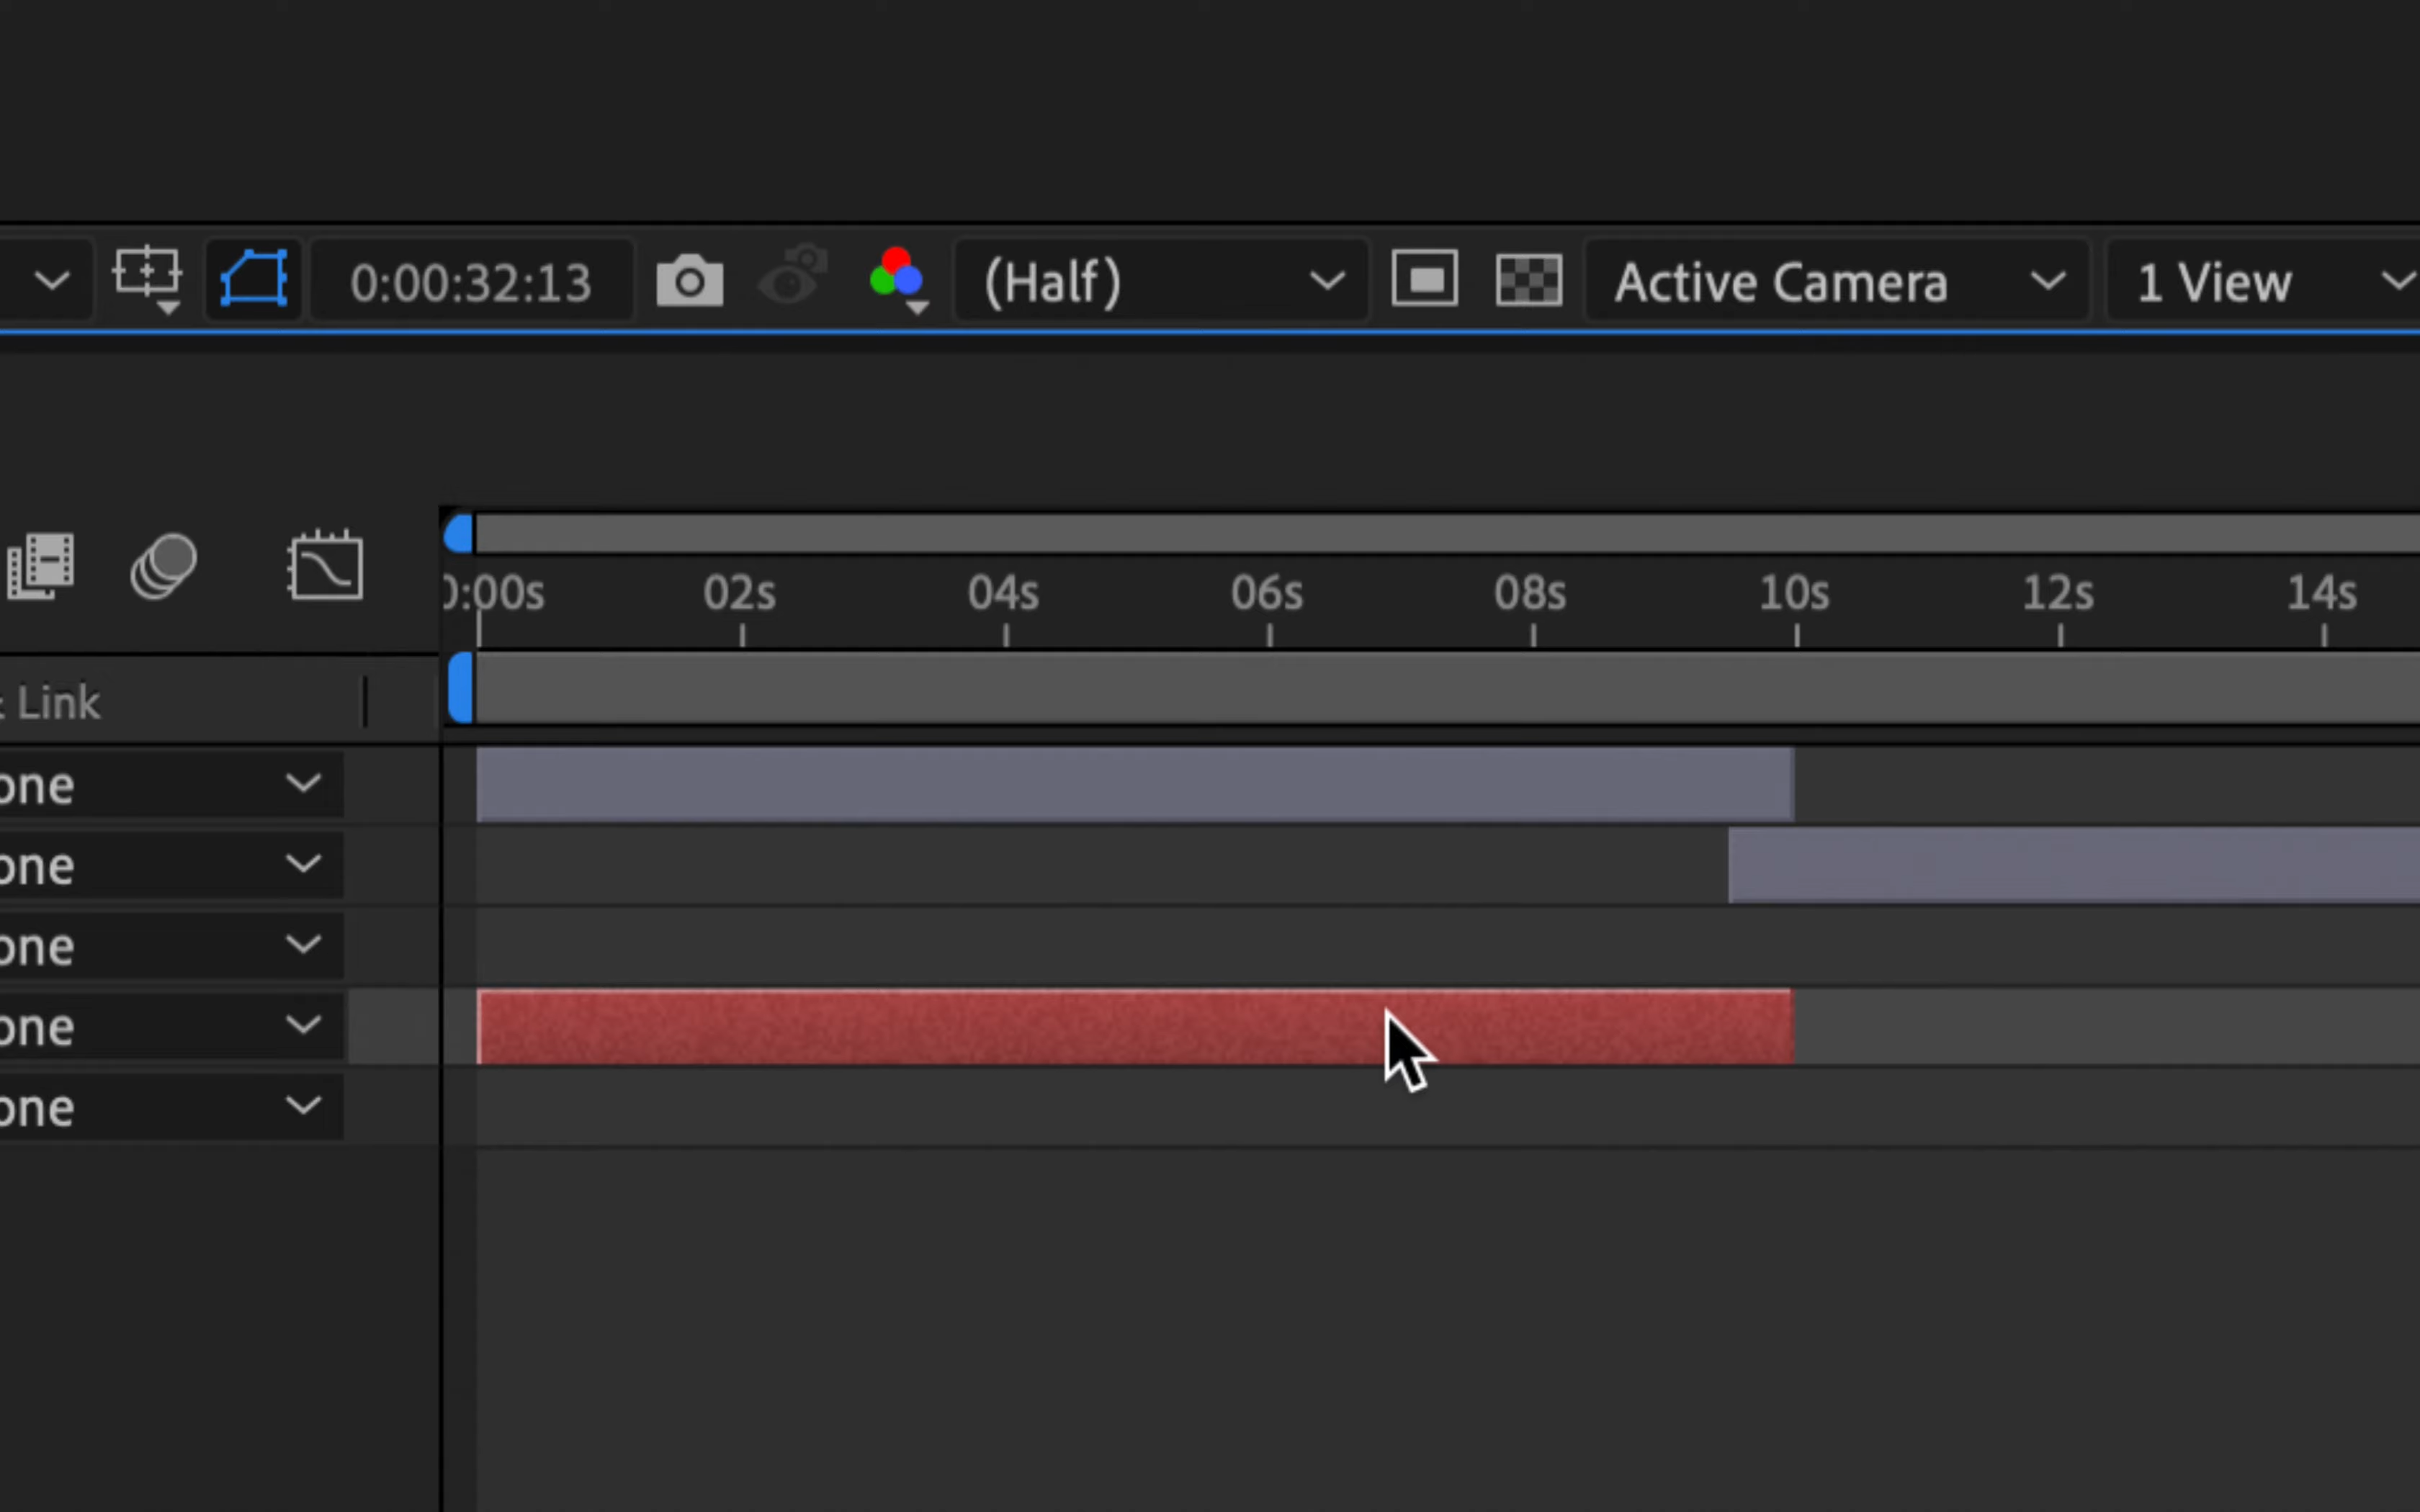 0:00:32:13 (Half) Active Camera 1 View
0:00s 02s 04s 06s 08s 10s 12s 14s
Link
one
one
one
one
one